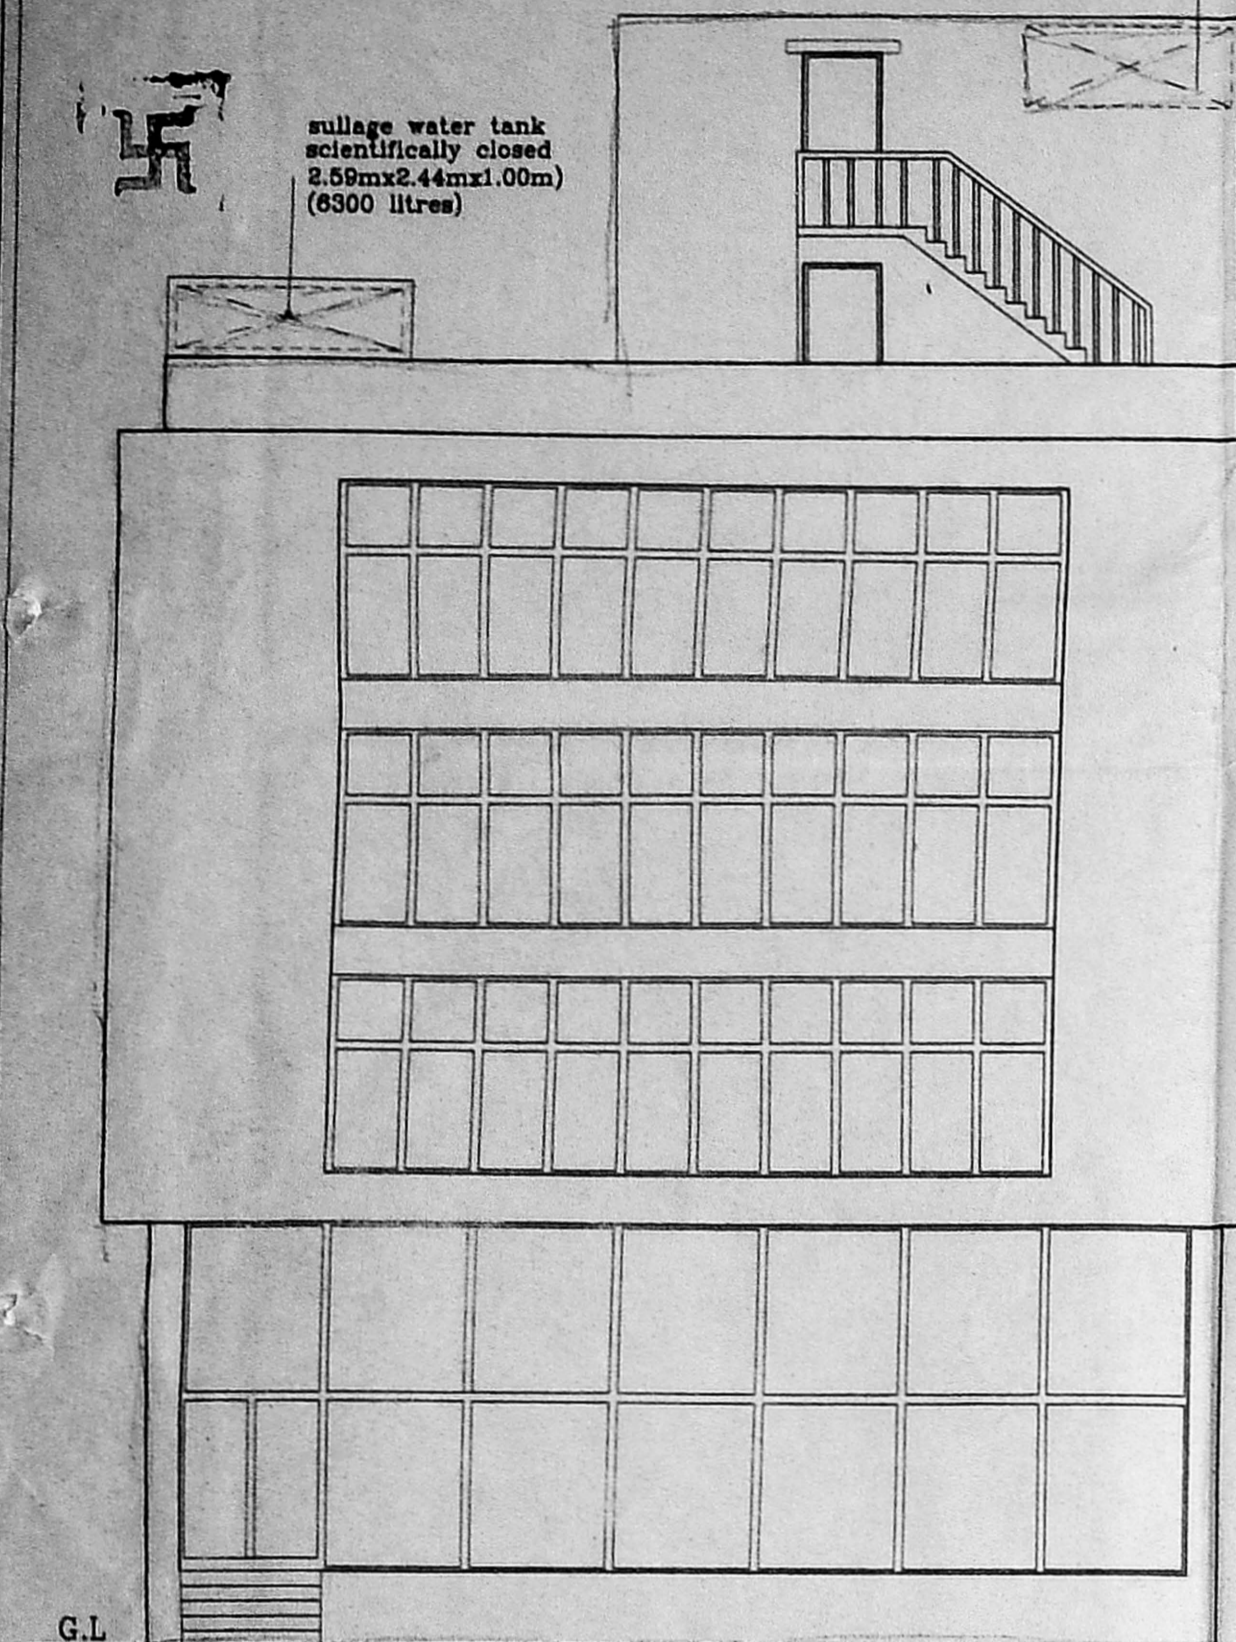 sullage water tank
scientifically closed
2.59mx2.44mx1.00m)
(6300 litres)
G.L